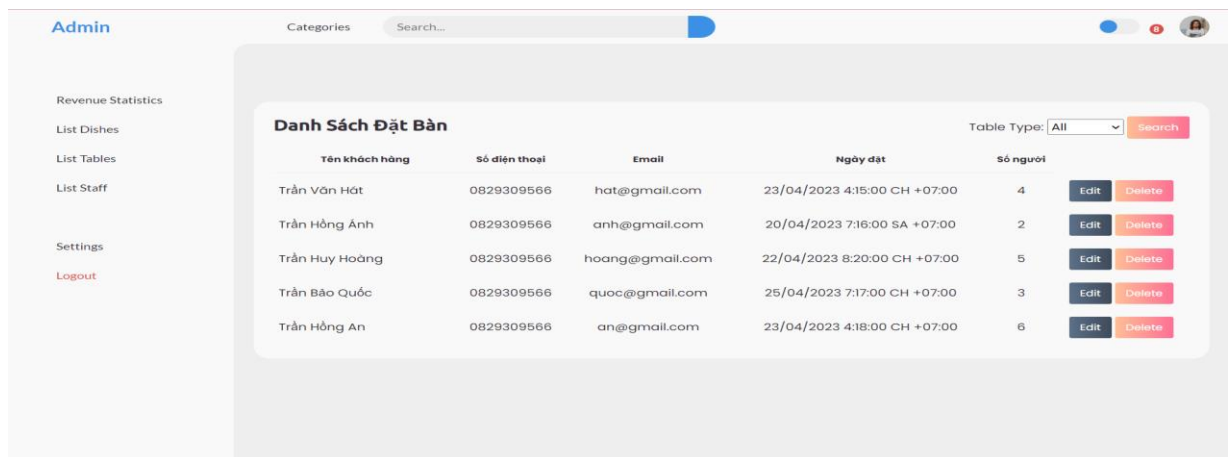 Admin Categories Search... 8
Revenue Statistics
List Dishes
List Tables
List Staff
Settings
Logout
Danh Sách Đặt Bàn Table Type: All Search
Tên khách hàng Số điện thoại Email Ngày đặt Số người
Trần Văn Hát 0829309566 hat@gmail.com 23/04/2023 4:15:00 CH +07:00 4 Edit Delete
Trần Hồng Ánh 0829309566 anh@gmail.com 20/04/2023 7:16:00 SA +07:00 2 Edit Delete
Trần Huy Hoàng 0829309566 hoang@gmail.com 22/04/2023 8:20:00 CH +07:00 5 Edit Delete
Trần Bảo Quốc 0829309566 quoc@gmail.com 25/04/2023 7:17:00 CH +07:00 3 Edit Delete
Trần Hồng An 0829309566 an@gmail.com 23/04/2023 4:18:00 CH +07:00 6 Edit Delete